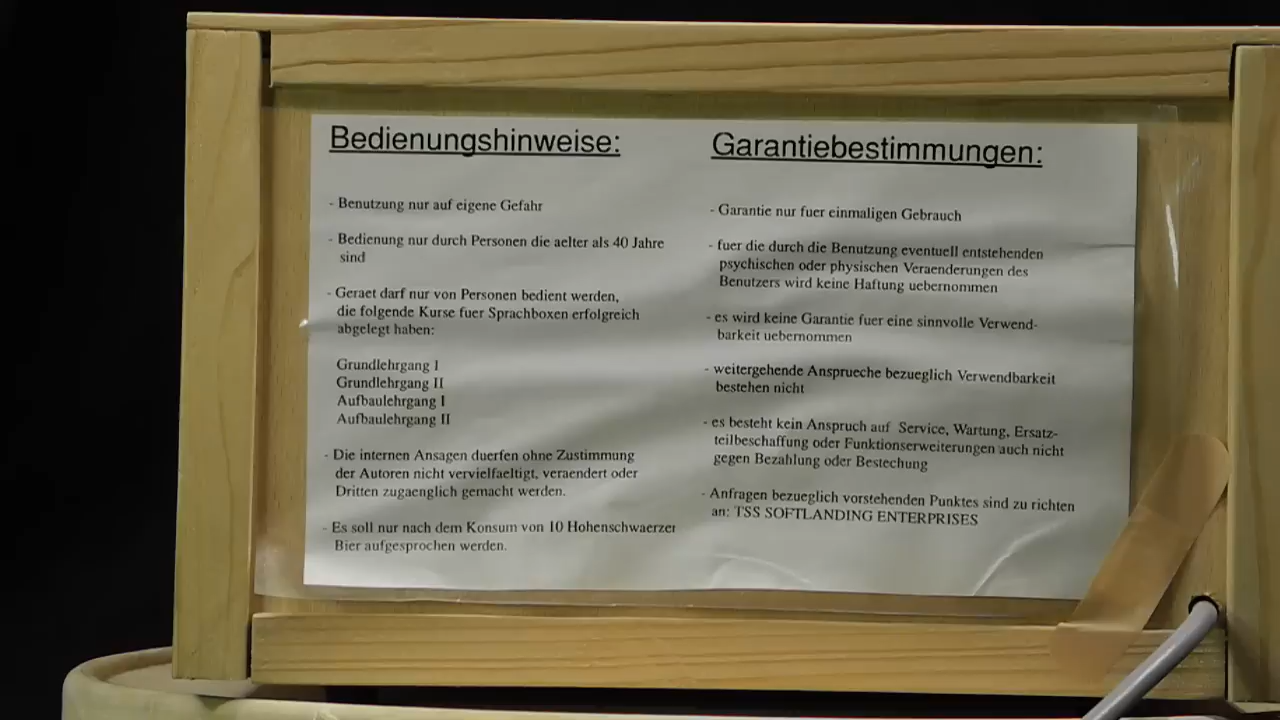 Bedienungshinweise:
- Benutzung nur auf eigene Gefahr
- Bedienung nur durch Personen die aelter als 40 Jahre
sind
- Geraet darf nur von Personen bedient werden,
die folgende Kurse fuer Sprachboxen erfolgreich
abgelegt haben:
Grundlehrgang I
Grundlehrgang II
Aufbaulehrgang I
Aufbaulehrgang II
- Die internen Ansagen duerfen ohne Zustimmung
der Autoren nicht vervielfaeltigt, veraendert oder
Dritten zugaenglich gemacht werden.
- Es soll nur nach dem Konsum von 10 Hohenschwaerzer
Bier aufgesprochen werden.
Garantiebestimmungen:
- Garantie nur fuer einmaligen Gebrauch
- fuer die durch die Benutzung eventuell entstehenden
psychischen oder physischen Veraenderungen des
Benutzers wird keine Haftung uebernommen
- es wird keine Garantie fuer eine sinnvolle Verwend-
barkeit uebernommen
- weitergehende Ansprueche bezueglich Verwendbarkeit
bestehen nicht
- es besteht kein Anspruch auf Service, Wartung, Ersatz-
teilbeschaffung oder Funktionserweiterungen auch nicht
gegen Bezahlung oder Bestechung
- Anfragen bezueglich vorstehenden Punktes sind zu richten
an: TSS SOFTLANDING ENTERPRISES